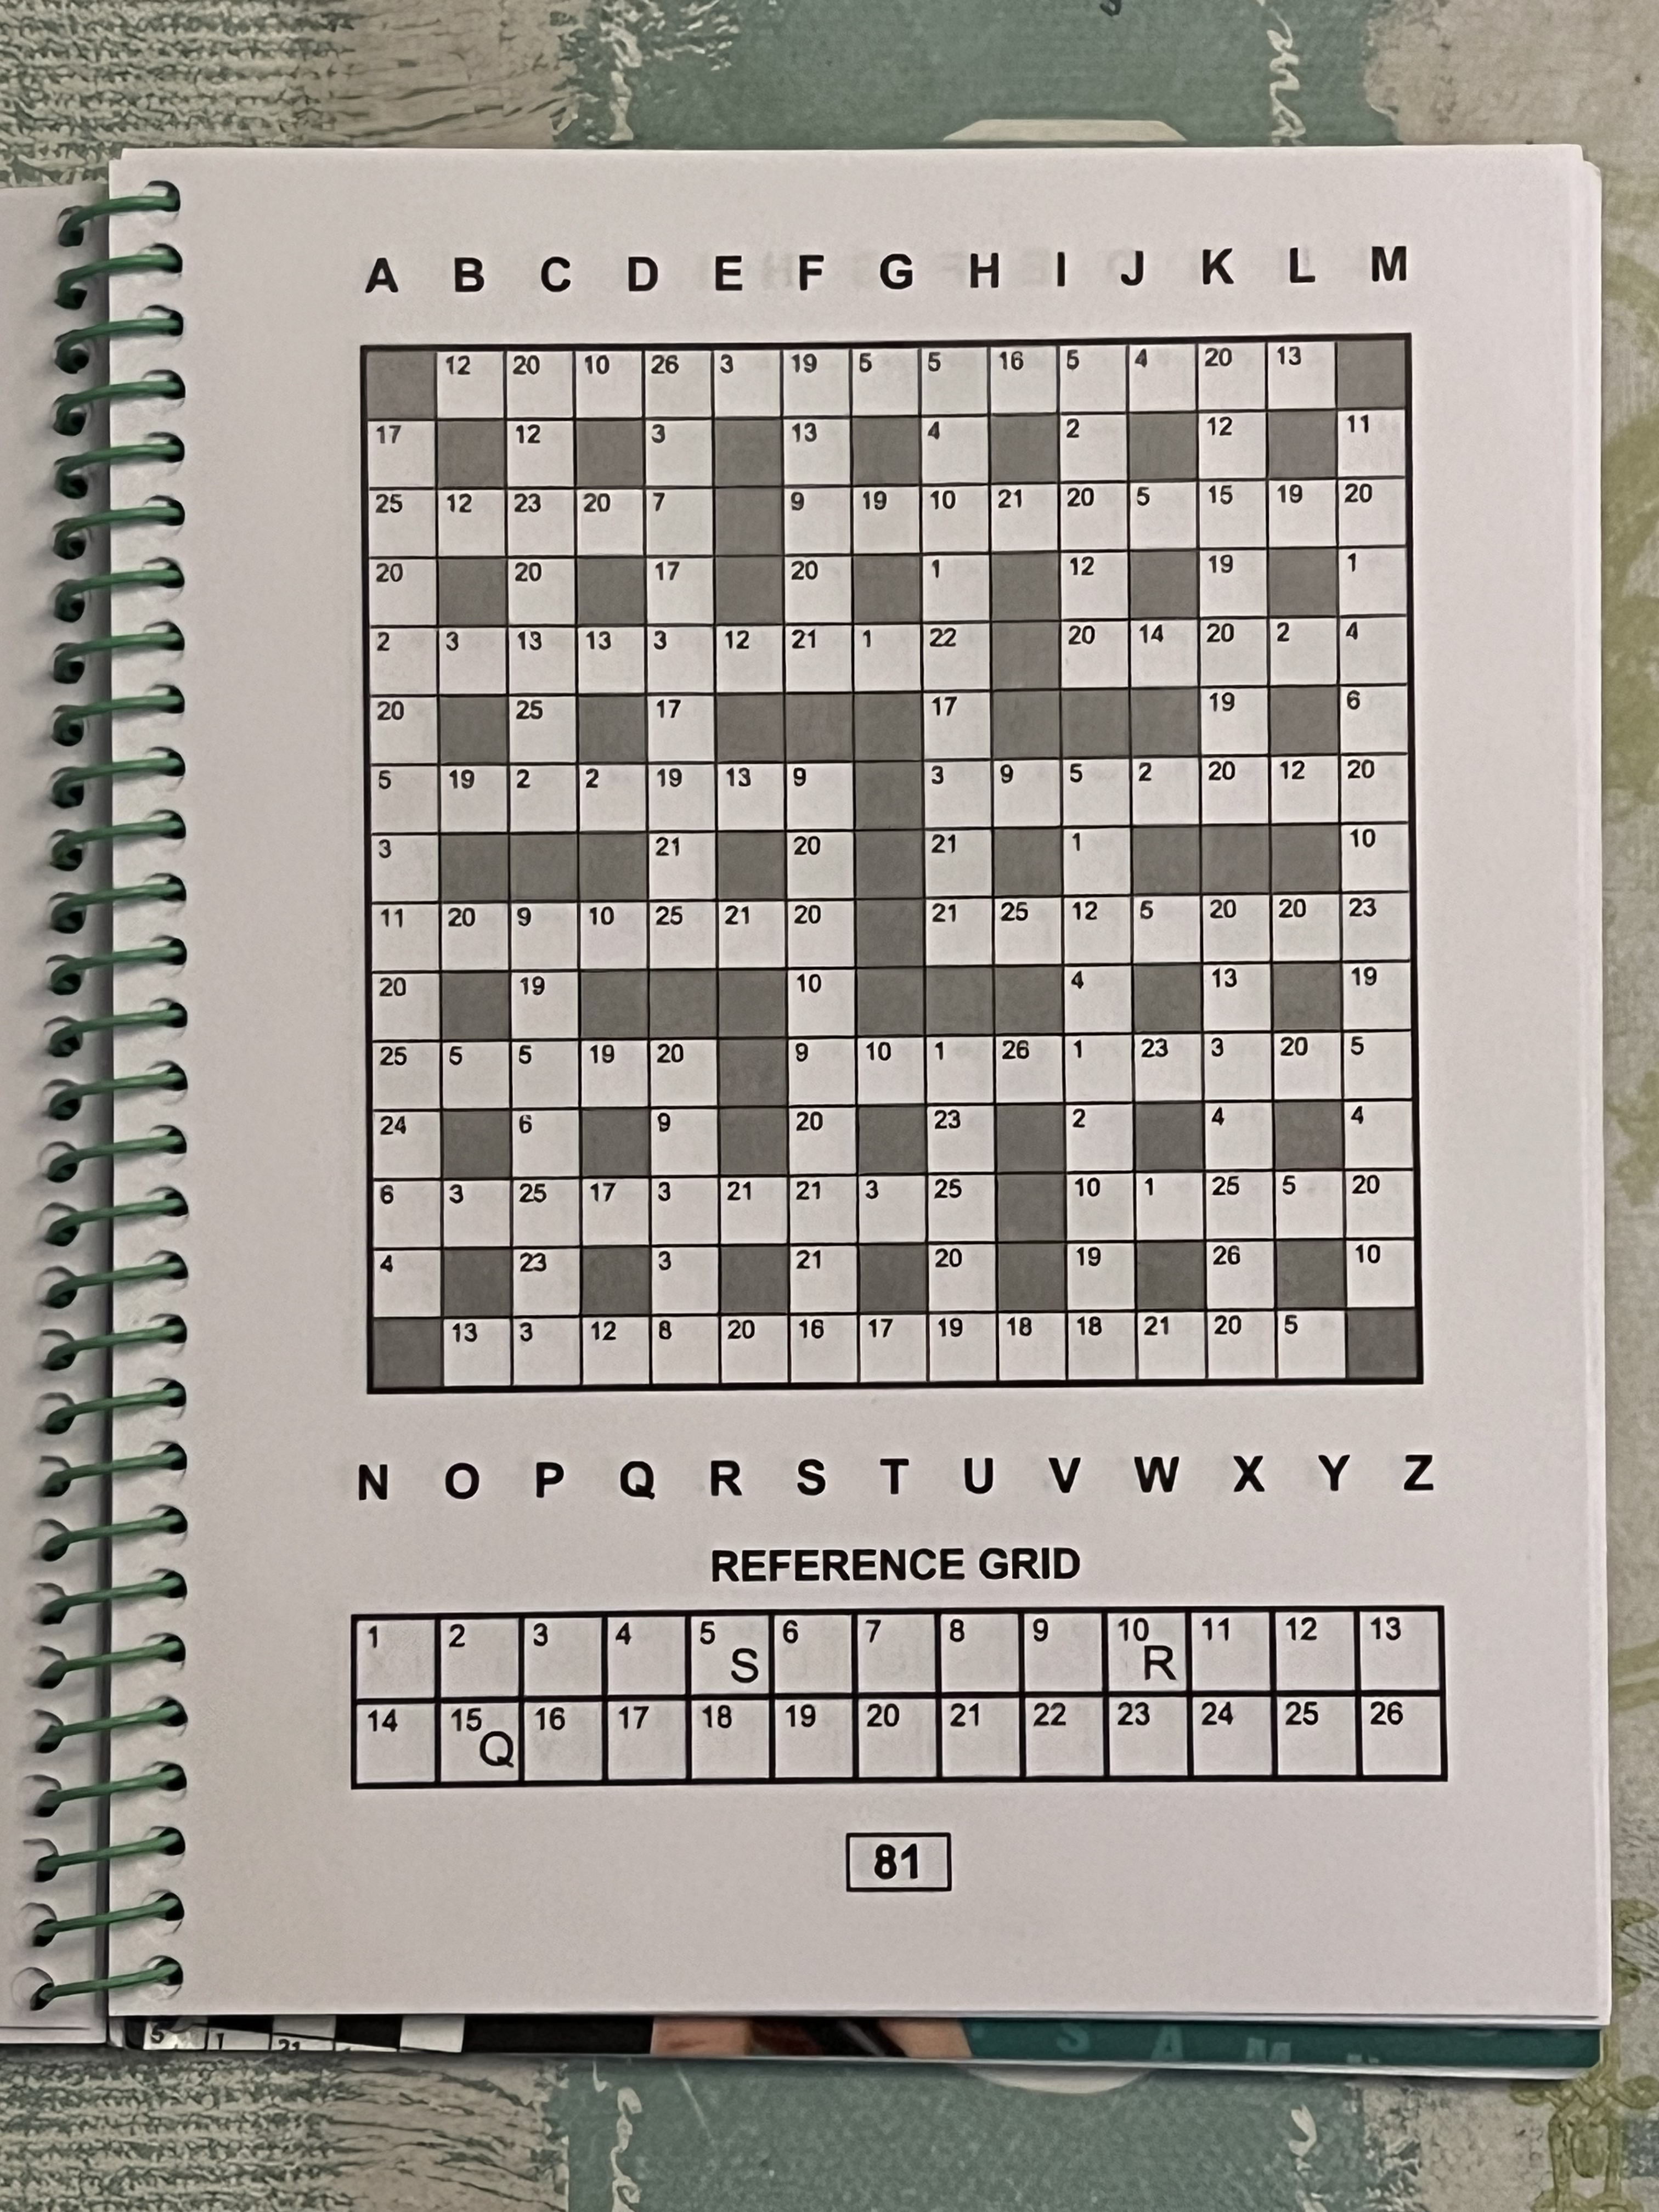 A B C D E F G H I J K L M
12 20 10 26 3 19 5 5 16 5 4 20 13
17 12 3 13 4 2 12 11
25 12 23 20 7 9 19 10 21 20 5 15 19 20
20 20 17 20 1 12 19 1
2 3 13 13 3 12 21 1 22 20 14 20 2 4
20 25 17 17 19 6
5 19 2 2 19 13 9 3 9 5 2 20 12 20
3 21 20 21 1 10
11 20 9 10 25 21 20 21 25 12 5 20 20 23
20 19 10 4 13 19
25 5 5 19 20 9 10 1 26 1 23 3 20 5
24 6 9 20 23 2 4 4
6 3 25 17 3 21 21 3 25 10 1 25 5 20
4 23 3 21 20 19 26 10
13 3 12 8 20 16 17 19 18 18 21 20 5
N O P Q R S T U V W X Y Z
REFERENCE GRID
1 2 3 4 5 6 7 8 9 10 11 12 13
S R
14 15 16 17 18 19 20 21 22 23 24 25 26
Q
81
5 1 21
S A M